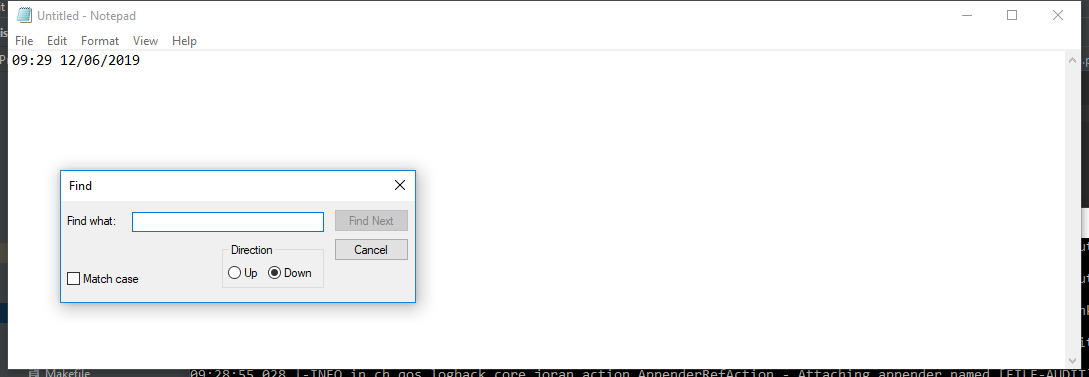 Untitled - Notepad
File Edit Format View Help
09:29 12/06/2019
Find
Find what:
Find Next
Direction
Cancel
Up Down
Match case
Makefile
09:28:55,028 |-INFO in ch.qos.logback.core.joran.action.AppenderRefAction - Attaching appender named [FILE-AUDIT